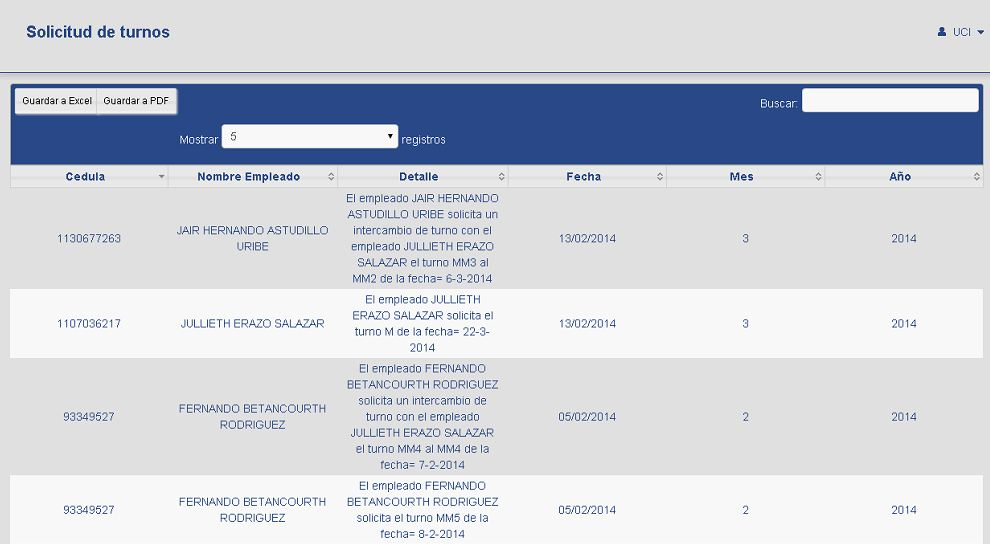 Solicitud de turnos
UCI
Guardar a Excel Guardar a PDF
Buscar:
Mostrar 5 registros
Cedula Nombre Empleado Detalle Fecha Mes Año
1130677263
JAIR HERNANDO ASTUDILLO
URIBE
El empleado JAIR HERNANDO
ASTUDILLO URIBE solicita un
intercambio de turno con el
empleado JULLIETH ERAZO
SALAZAR el turno MM3 al
MM2 de la fecha= 6-3-2014
13/02/2014
3
2014
1107036217
JULLIETH ERAZO SALAZAR
El empleado JULLIETH
ERAZO SALAZAR solicita el
turno M de la fecha= 22-3-
2014
13/02/2014
3
2014
93349527
FERNANDO BETANCOURTH
RODRIGUEZ
El empleado FERNANDO
BETANCOURTH RODRIGUEZ
solicita un intercambio de
turno con el empleado
JULLIETH ERAZO SALAZAR
el turno MM4 al MM4 de la
fecha= 7-2-2014
05/02/2014
2
2014
93349527
FERNANDO BETANCOURTH
RODRIGUEZ
El empleado FERNANDO
BETANCOURTH RODRIGUEZ
solicita el turno MM5 de la
fecha= 8-2-2014
05/02/2014
2
2014